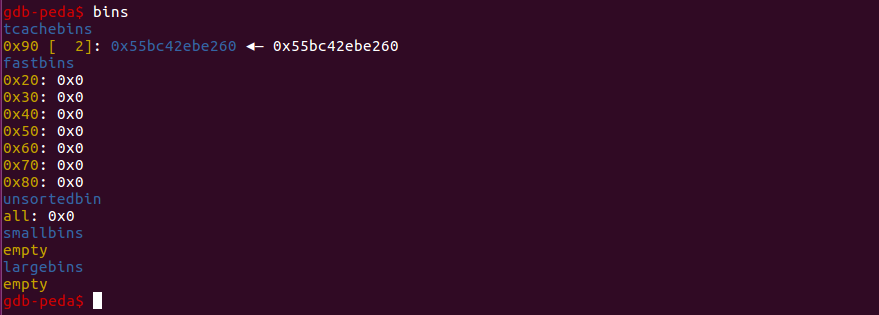 gdb-peda$ bins
tcachebins
0x90 [  2]: 0x55bc42ebe260 ◂— 0x55bc42ebe260
fastbins
0x20: 0x0
0x30: 0x0
0x40: 0x0
0x50: 0x0
0x60: 0x0
0x70: 0x0
0x80: 0x0
unsortedbin
all: 0x0
smallbins
empty
largebins
empty
gdb-peda$